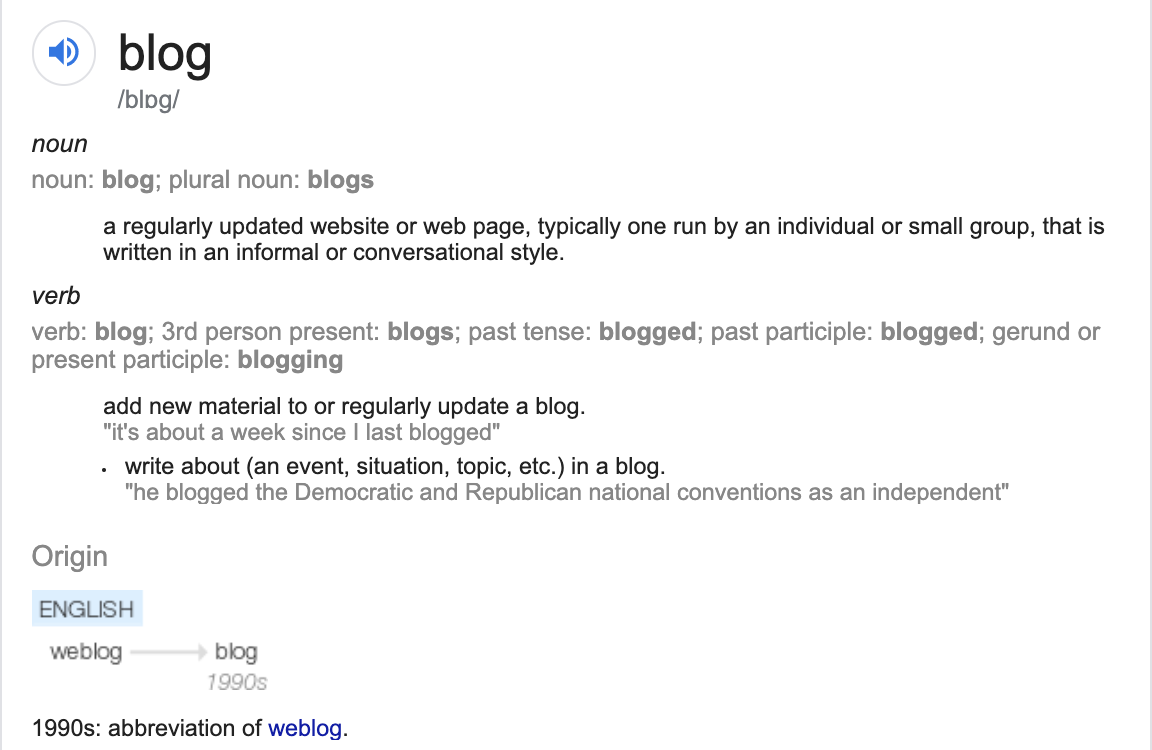 blog
/blɒg/
noun
noun: blog; plural noun: blogs
a regularly updated website or web page, typically one run by an individual or small group, that is
written in an informal or conversational style.
verb
verb: blog; 3rd person present: blogs; past tense: blogged; past participle: blogged; gerund or
present participle: blogging
add new material to or regularly update a blog.
"it's about a week since I last blogged"
• write about (an event, situation, topic, etc.) in a blog.
"he blogged the Democratic and Republican national conventions as an independent"
Origin
ENGLISH
weblog blog
1990s
1990s: abbreviation of weblog.